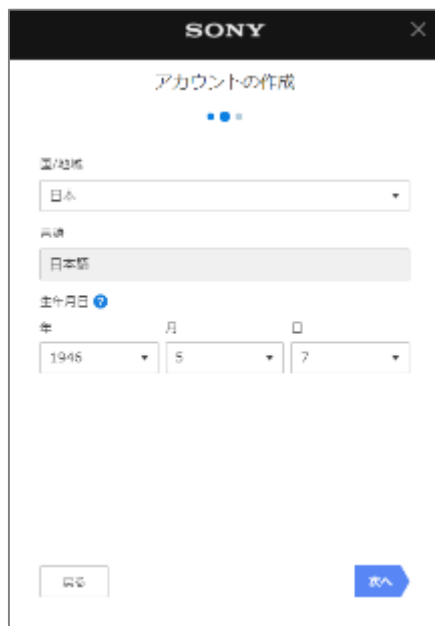 SONY
アカウントの作成
国/地域
日本
言語
日本語
生年月日 ?
年 月 日
1946 5 7
戻る 次へ